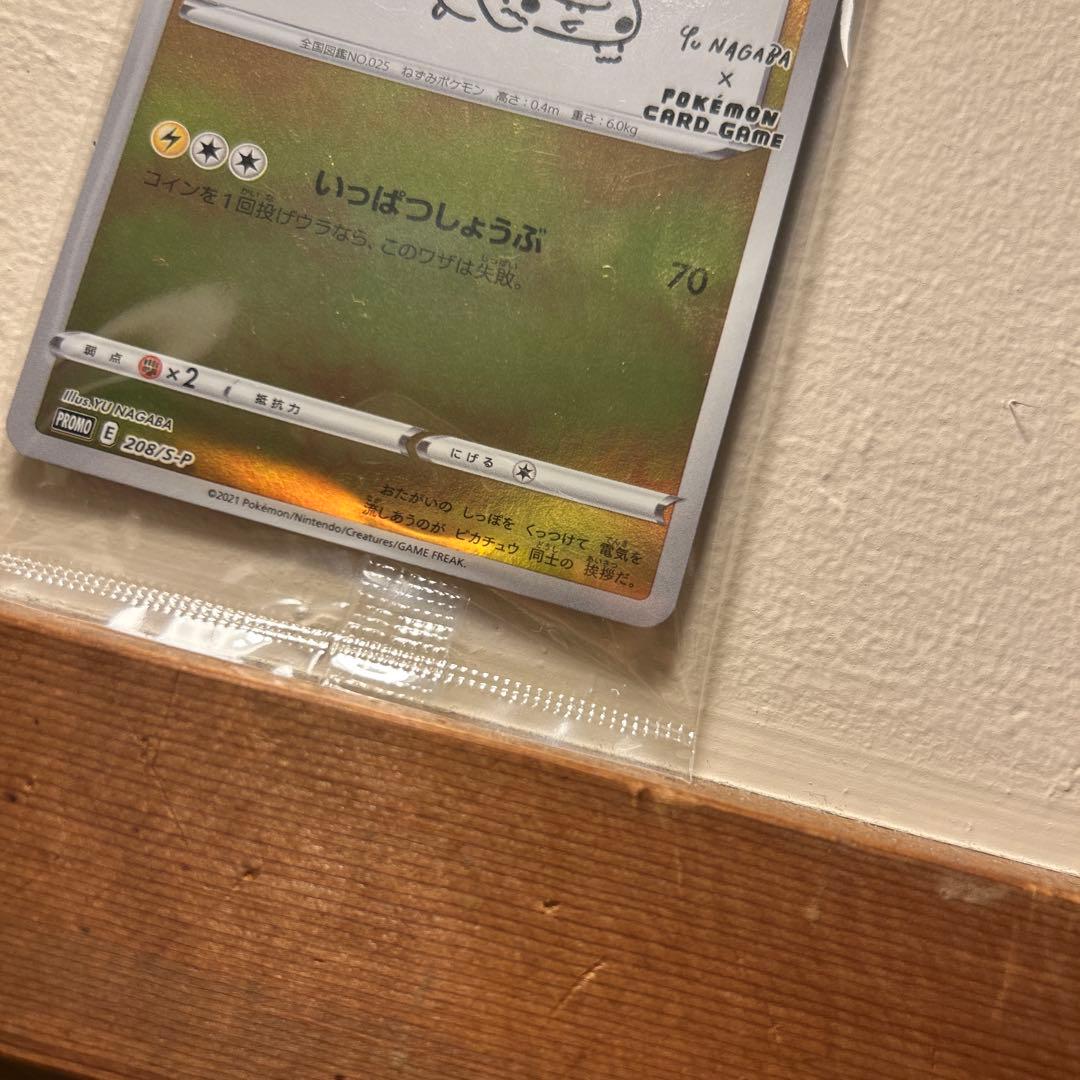 Yu NAGABA
×
POKÉMON
CARD GAME
全国図鑑NO.025 ねずみポケモン 高さ:0.4m 重さ:6.0kg
いっぱつしょうぶ 70
コインを1回投げウラなら、このワザは失敗。
弱点 ×2 抵抗力 にげる
Illus.YU NAGABA
PROMO E 208/S-P
おたがいの しっぽを くっつけて 電気を
流しあうのが ピカチュウ 同士の 挨拶だ。
©2021 Pokémon/Nintendo/Creatures/GAME FREAK.